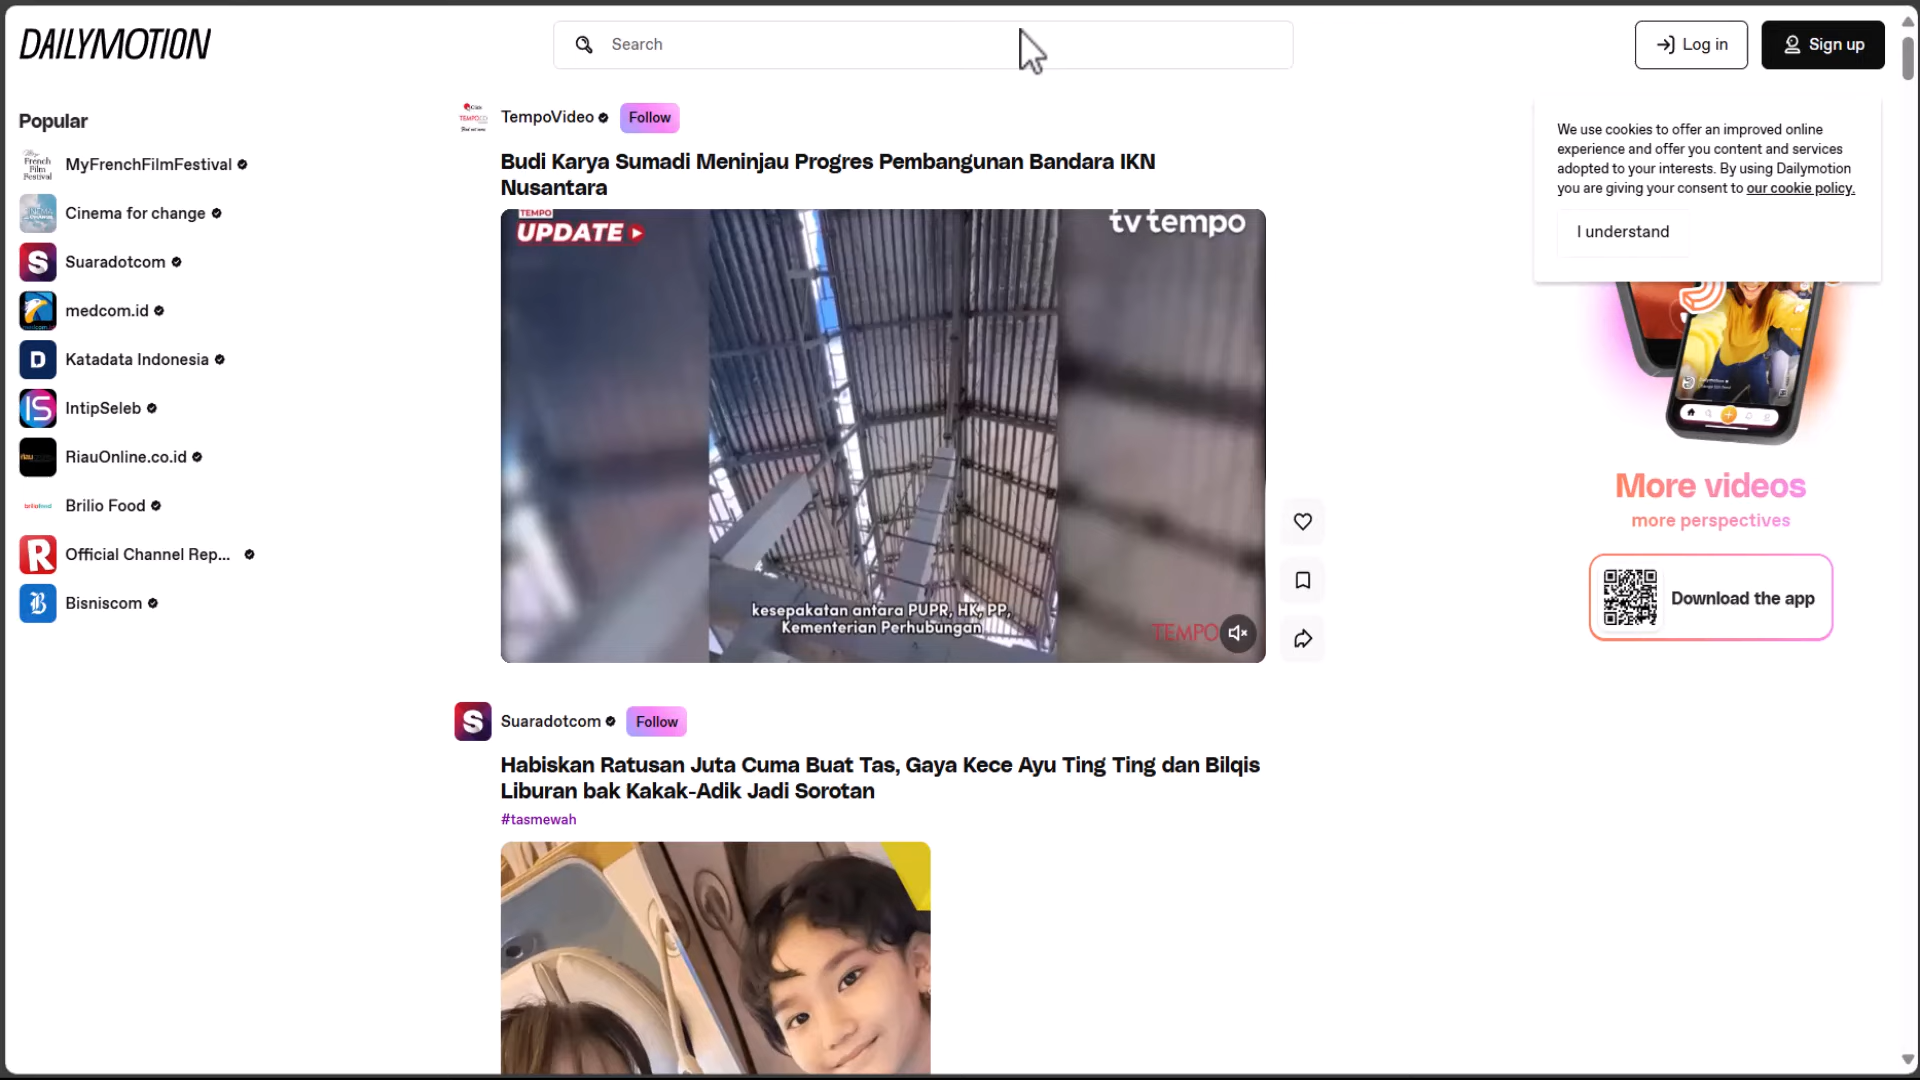 DAILYMOTION
Search
Log in
Sign up
Popular
MyFrenchFilmFestival
Cinema for change
Suaradotcom
medcom.id
Katadata Indonesia
IntipSeleb
RiauOnline.co.id
Brilio Food
Official Channel Rep...
Bisniscom
TempoVideo
Follow
Budi Karya Sumadi Meninjau Progres Pembangunan Bandara IKN
Nusantara
TEMPO
UPDATE
tv tempo
kesepakatan antara PUPR, HK, PP,
Kementerian Perhubungan
TEMPO
Suaradotcom
Follow
Habiskan Ratusan Juta Cuma Buat Tas, Gaya Kece Ayu Ting Ting dan Bilqis
Liburan bak Kakak-Adik Jadi Sorotan
#tasmewah
We use cookies to offer an improved online
experience and offer you content and services
adopted to your interests. By using Dailymotion
you are giving your consent to our cookie policy.
I understand
More videos
more perspectives
Download the app